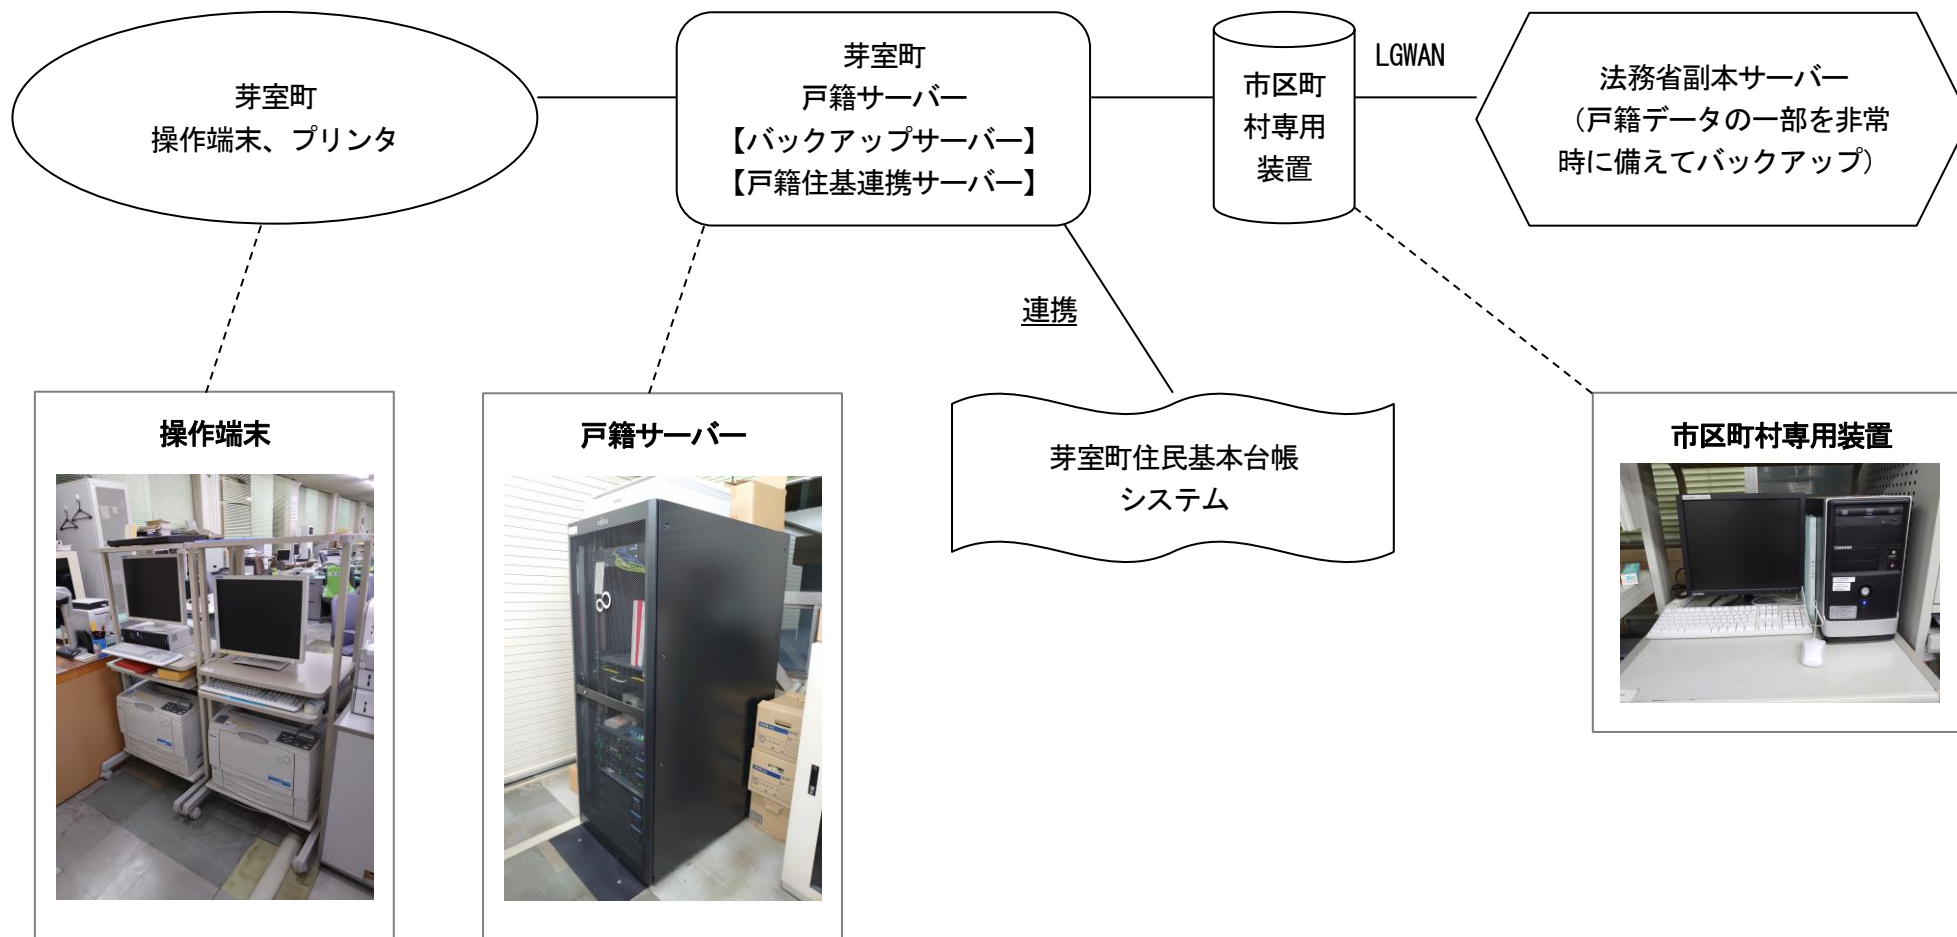 芽室町
操作端末、プリンタ
芽室町
戸籍サーバー
【バックアップサーバー】
【戸籍住基連携サーバー】
市区町
村専用
装置
LGWAN
法務省副本サーバー
（戸籍データの一部を非常
時に備えてバックアップ）
連携
操作端末
戸籍サーバー
芽室町住民基本台帳
システム
市区町村専用装置
FUJITSU
TOSHIBA